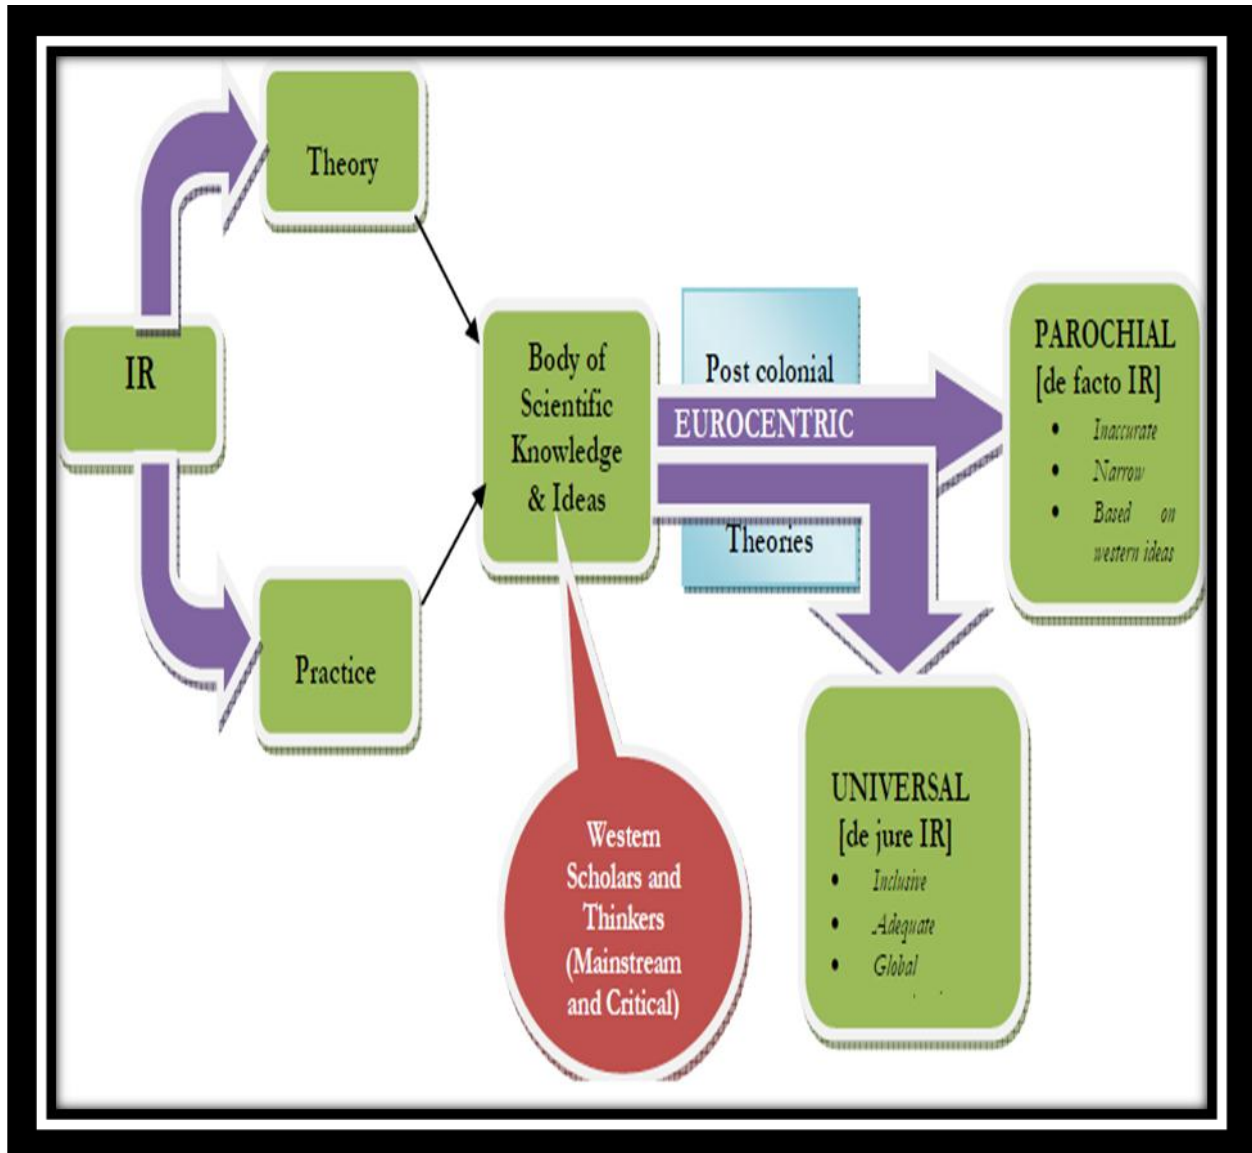 Theory
IR
Practice
Body of
Scientific
Knowledge
& Ideas
Post colonial
EUROCENTRIC
Theories
PAROCHIAL
[de facto IR]
• Inaccurate
• Narrow
• Based on
western ideas
UNIVERSAL
[de jure IR]
• Inclusive
• Adequate
• Global
Western
Scholars and
Thinkers
(Mainstream
and Critical)